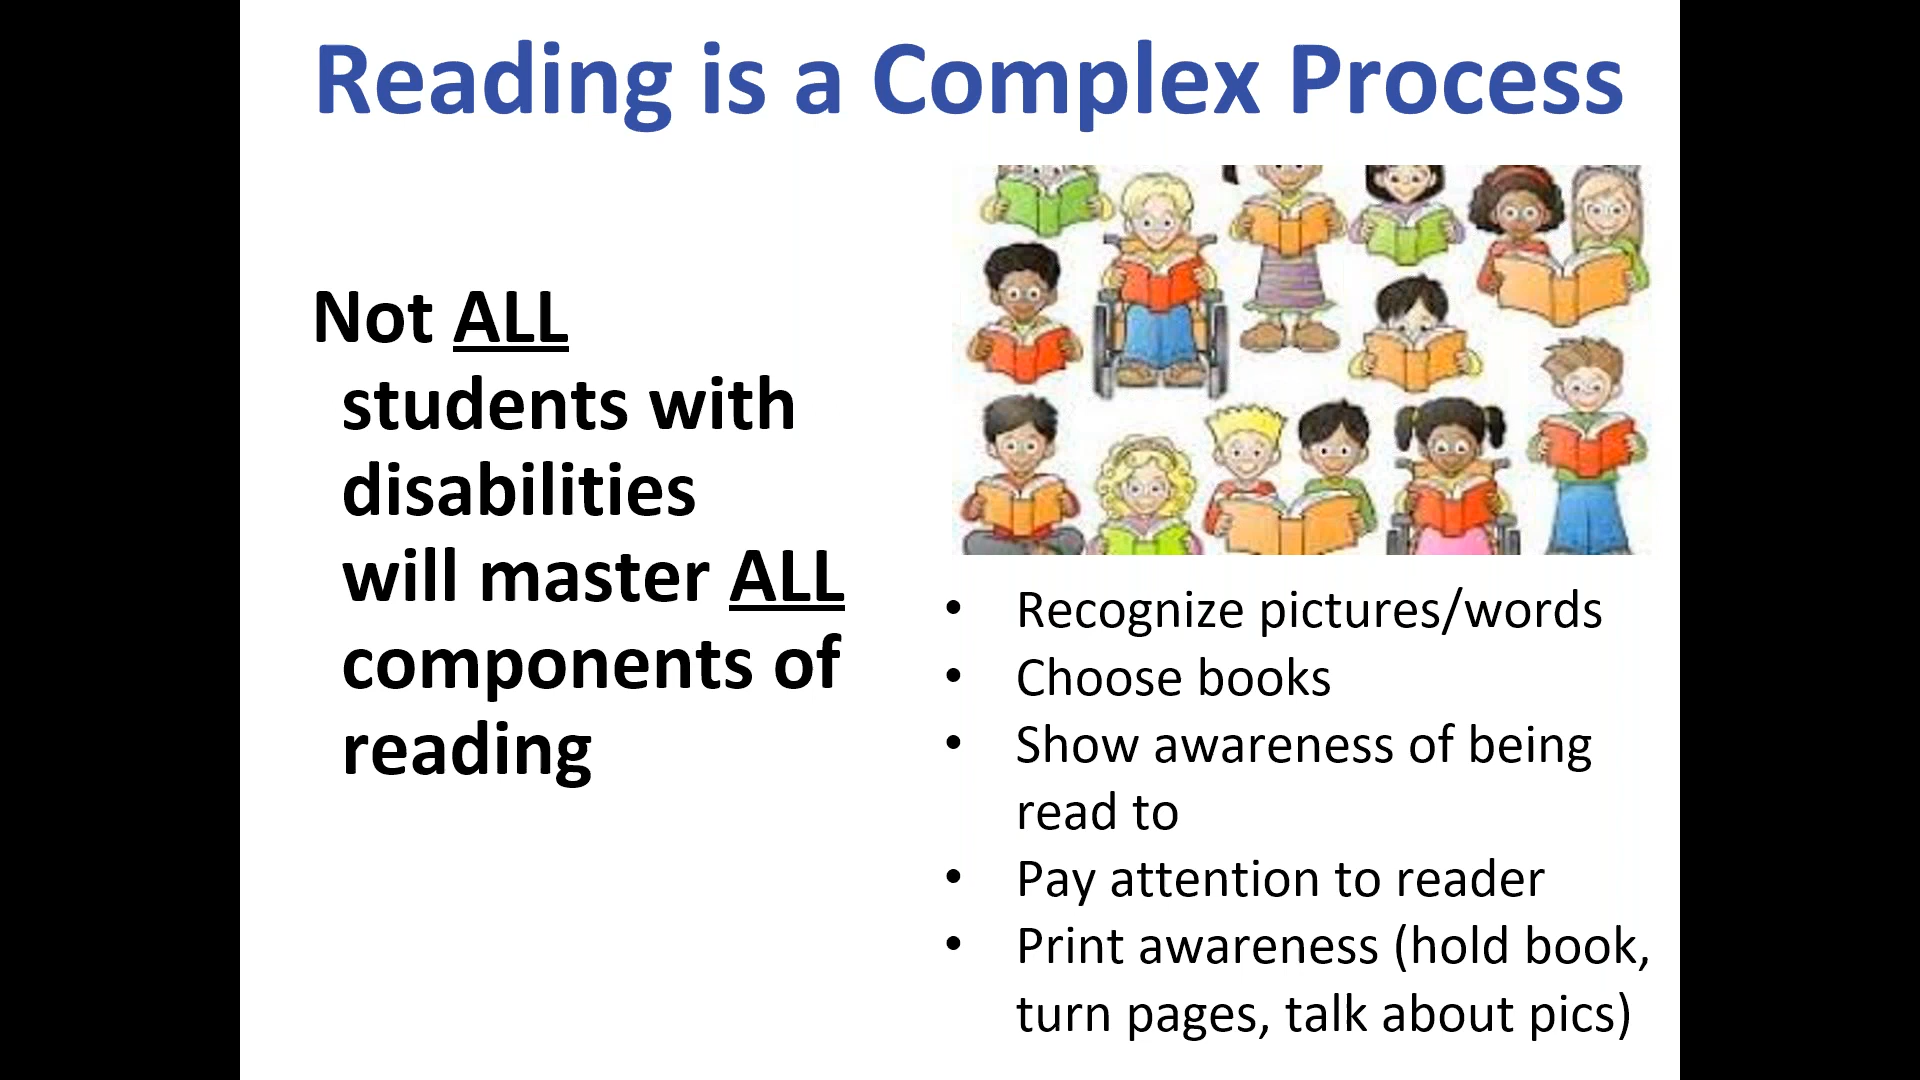 Reading is a Complex Process
Not ALL
students with
disabilities
will master ALL
components of
reading
• Recognize pictures/words
• Choose books
• Show awareness of being
read to
• Pay attention to reader
• Print awareness (hold book,
turn pages, talk about pics)